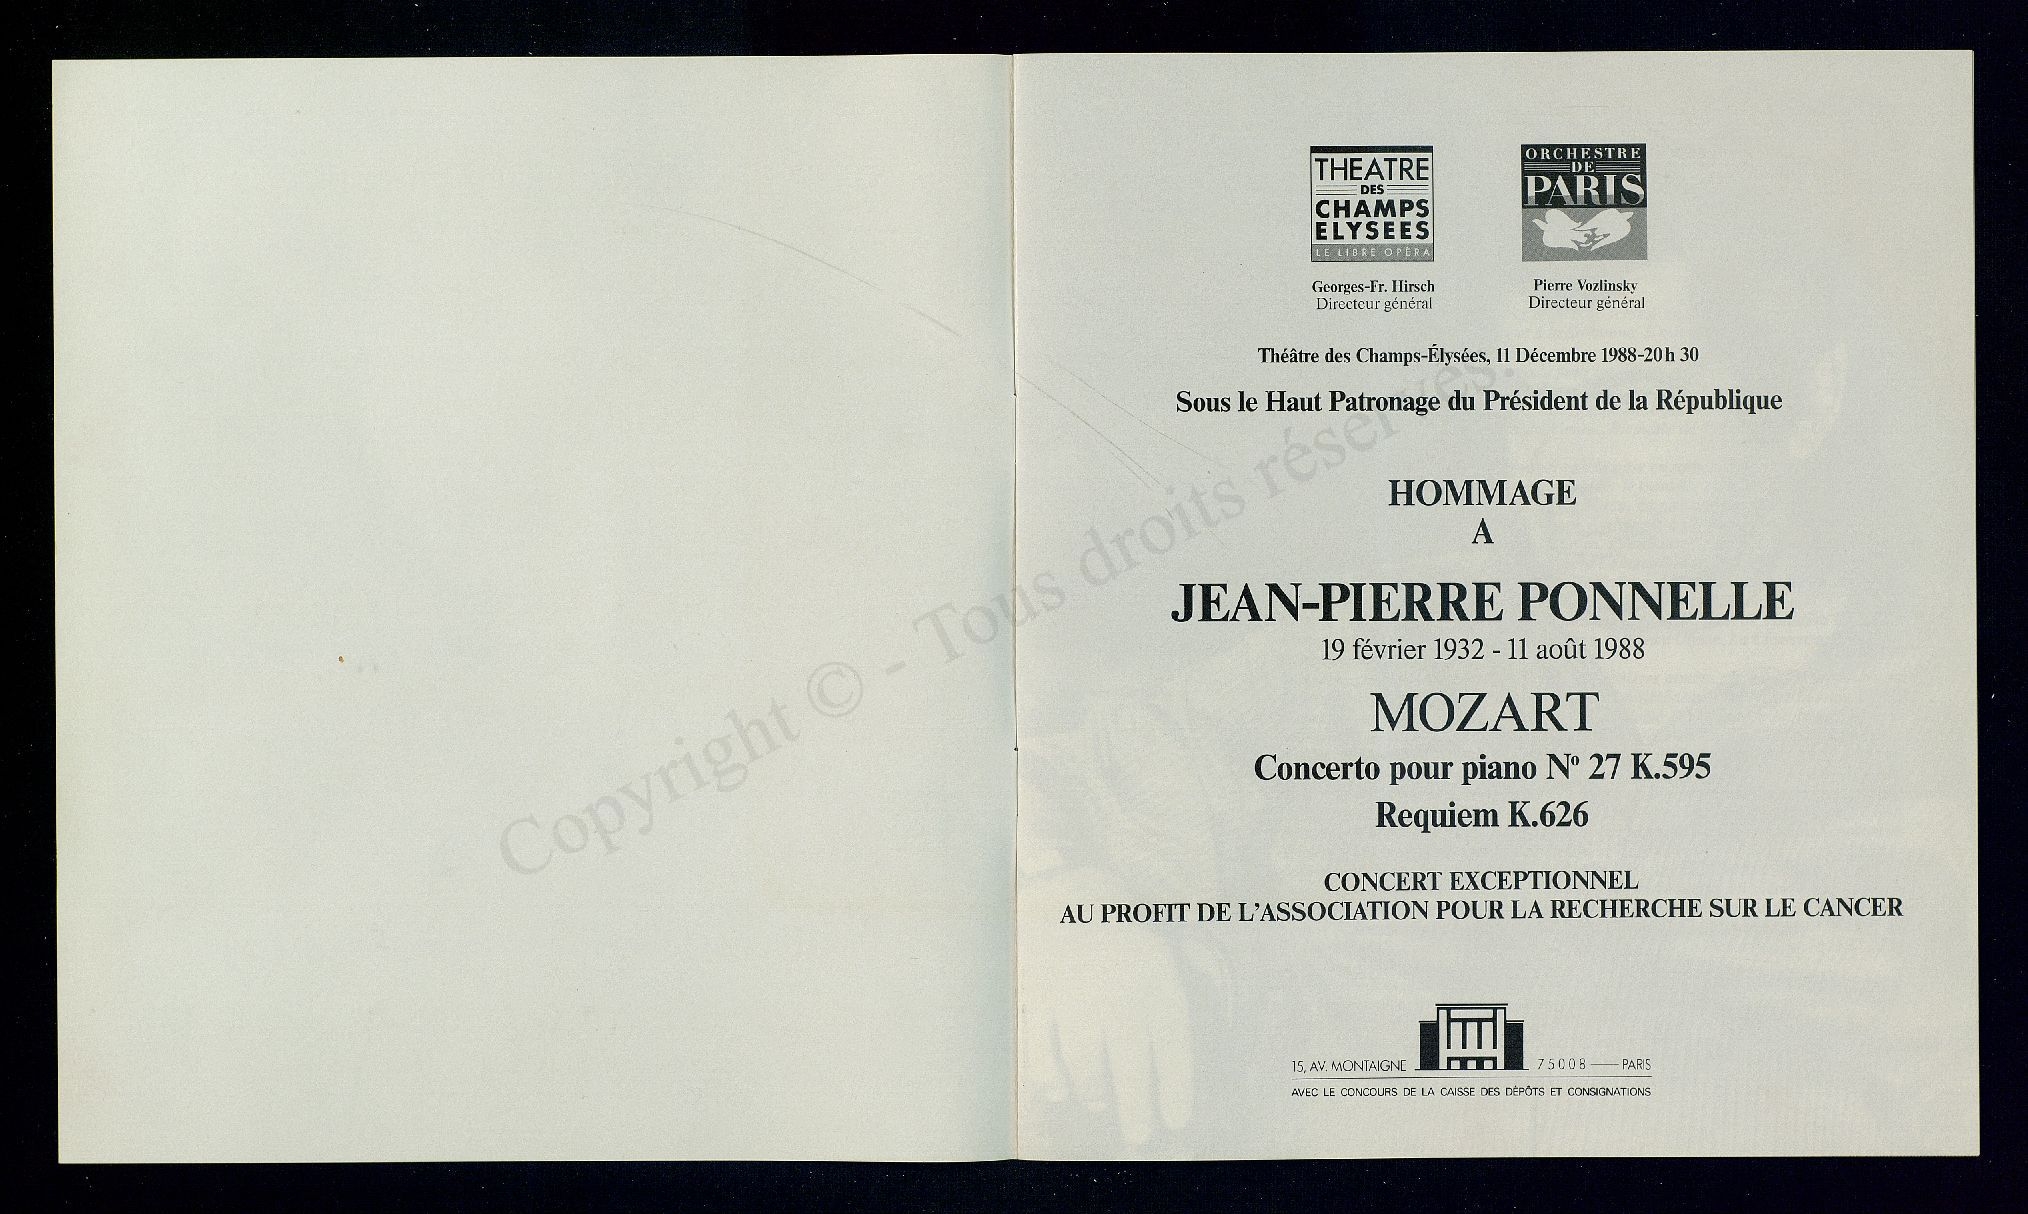 THEATRE
DES
CHAMPS
ELYSEES
LE LIBRE OPÉRA
Georges-Fr. Hirsch
Directeur général
ORCHESTRE
DE
PARIS
Pierre Vozlinsky
Directeur général
Théâtre des Champs-Élysées, 11 Décembre 1988-20h 30
Sous le Haut Patronage du Président de la République
HOMMAGE
A
JEAN-PIERRE PONNELLE
19 février 1932 - 11 août 1988
MOZART
Concerto pour piano Nº 27 K.595
Requiem K.626
CONCERT EXCEPTIONNEL
AU PROFIT DE L'ASSOCIATION POUR LA RECHERCHE SUR LE CANCER
15, AV. MONTAIGNE 75008 — PARIS
AVEC LE CONCOURS DE LA CAISSE DES DÉPÔTS ET CONSIGNATIONS
Copyright © - Tous droits réservés.